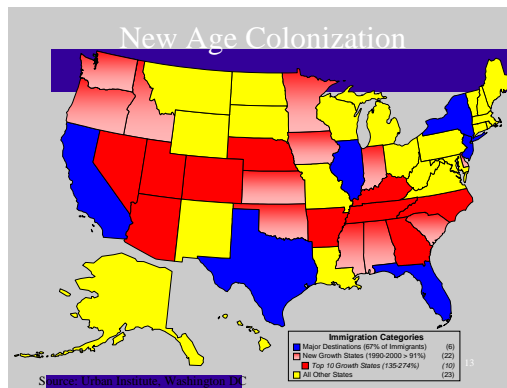 New Age Colonization
Immigration Categories
Major Destinations (67% of Immigrants) (6)
New Growth States (1990-2000 > 91%) (22)
Top 10 Growth States (135-274%) (10)
All Other States (23)
13
Source: Urban Institute, Washington DC